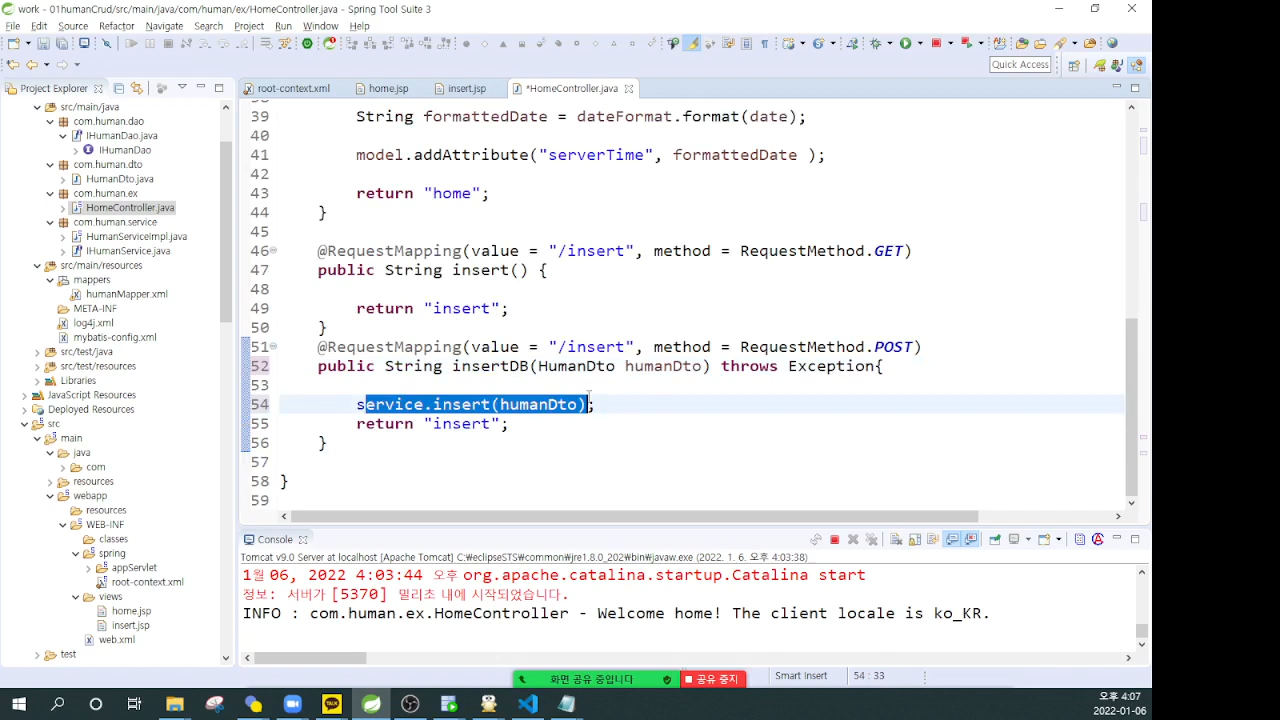 work - 01humanCrud/src/main/java/com/human/ex/HomeController.java - Spring Tool Suite 3
File Edit Source Refactor Navigate Search Project Run Window Help
Quick Access
Project Explorer
root-context.xml home.jsp insert.jsp *HomeController.java
src/main/java
com.human.dao
IHumanDao.java
IHumanDao
com.human.dto
HumanDto.java
com.human.ex
HomeController.java
com.human.service
HumanServiceImpl.java
IHumanService.java
src/main/resources
mappers
humanMapper.xml
META-INF
log4j.xml
mybatis-config.xml
src/test/java
src/test/resources
Libraries
JavaScript Resources
Deployed Resources
src
main
java
com
resources
webapp
resources
WEB-INF
classes
spring
appServlet
root-context.xml
views
home.jsp
insert.jsp
web.xml
test
39 String formattedDate = dateFormat.format(date);
40
41 model.addAttribute("serverTime", formattedDate );
42
43 return "home";
44 }
45
46 @RequestMapping(value = "/insert", method = RequestMethod.GET)
47 public String insert() {
48
49 return "insert";
50 }
51 @RequestMapping(value = "/insert", method = RequestMethod.POST)
52 public String insertDB(HumanDto humanDto) throws Exception{
53
54 service.insert(humanDto);
55 return "insert";
56 }
57
58 }
59
Console
Tomcat v9.0 Server at localhost [Apache Tomcat] C:₩eclipseSTS₩common₩jre1.8.0_202₩bin₩javaw.exe (2022. 1. 6. 오후 4:03:38)
1월 06, 2022 4:03:44 오후 org.apache.catalina.startup.Catalina start
정보: 서버가 [5370] 밀리초 내에 시작되었습니다.
INFO : com.human.ex.HomeController - Welcome home! The client locale is ko_KR.
화면 공유 중입니다 공유 중지
Smart Insert 54 : 33
TALK
오후 4:07
2022-01-06